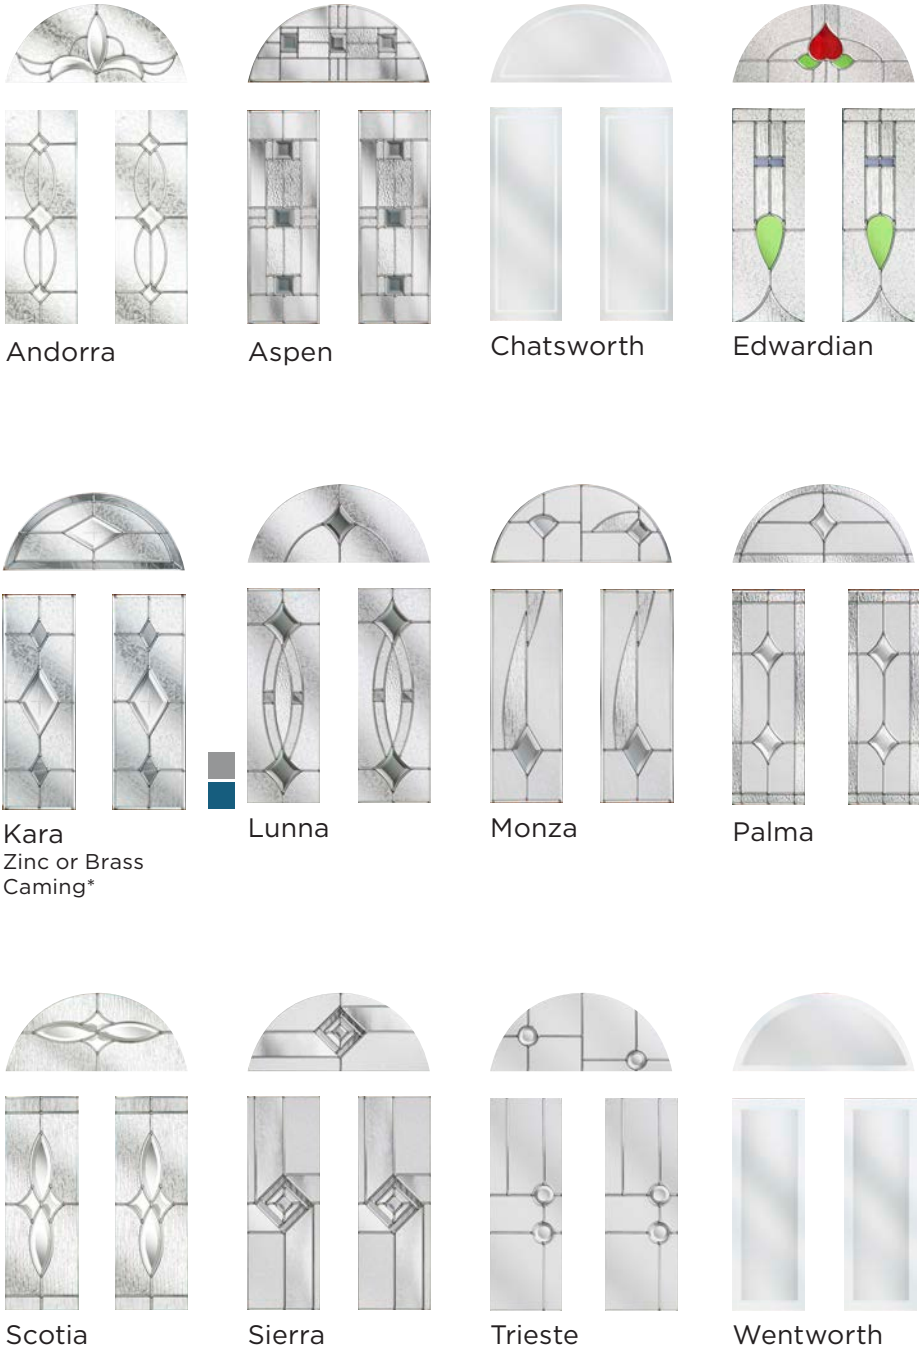 Andorra
Aspen
Chatsworth
Edwardian
Kara
Zinc or Brass
Caming*
Lunna
Monza
Palma
Scotia
Sierra
Trieste
Wentworth